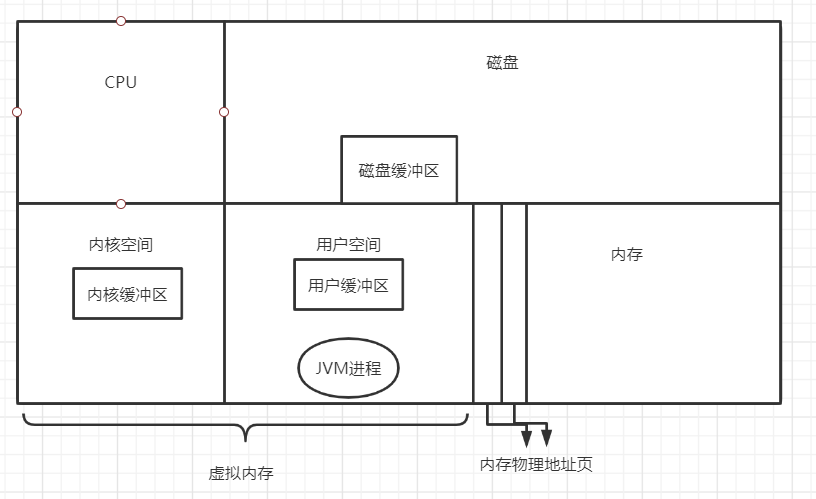 CPU
磁盘
磁盘缓冲区
内核空间
用户空间
内存
内核缓冲区
用户缓冲区
JVM进程
虚拟内存
内存物理地址页